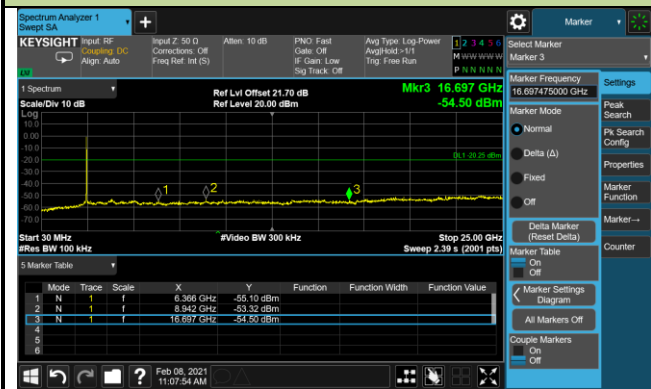 Spectrum Analyzer 1
Swept SA
Marker
KEYSIGHT
Input: RF
Coupling: DC
Align: Auto
Input Z: 50 Ω
Corrections: Off
Freq Ref: Int (S)
Atten: 10 dB
PNO: Fast
Gate: Off
IF Gain: Low
Sig Track: Off
Avg Type: Log-Power
Avg|Hold:>1/1
Trig: Free Run
1 2 3 4 5 6
M W W W W W
P N N N N N
LXI
Select Marker
Marker 3
1 Spectrum
Scale/Div 10 dB
Ref Lvl Offset 21.70 dB
Ref Level 20.00 dBm
Mkr3 16.697 GHz
-54.50 dBm
Log
10.0
0.00
-10.0
-20.0
-30.0
-40.0
-50.0
-60.0
-70.0
DL1 -20.25 dBm
1
2
3
Start 30 MHz
#Res BW 100 kHz
#Video BW 300 kHz
Stop 25.00 GHz
Sweep 2.39 s (2001 pts)
5 Marker Table
Mode Trace Scale X Y Function Function Width Function Value
1 N 1 f 6.366 GHz -55.10 dBm
2 N 1 f 8.942 GHz -53.32 dBm
3 N 1 f 16.697 GHz -54.50 dBm
4
5
6
Marker Frequency
16.697475000 GHz
Marker Mode
Normal
Delta (Δ)
Fixed
Off
Delta Marker
(Reset Delta)
Marker Table
On
Off
Marker Settings
Diagram
All Markers Off
Couple Markers
On
Off
Settings
Peak
Search
Pk Search
Config
Properties
Marker
Function
Marker→
Counter
?
Feb 08, 2021
11:07:54 AM